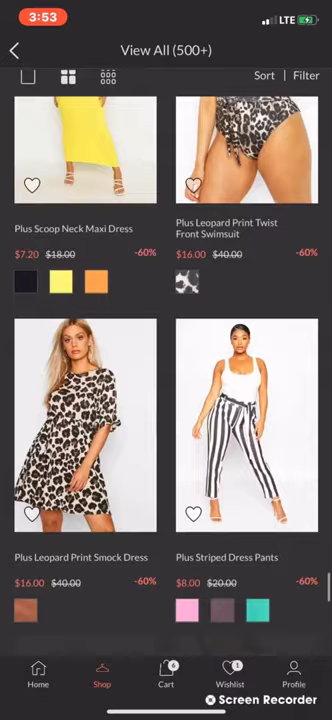 3:53
LTE
View All (500+)
Sort | Filter
Plus Scoop Neck Maxi Dress
$7.20 $18.00 -60%
Plus Leopard Print Twist
Front Swimsuit
$16.00 $40.00 -60%
Plus Leopard Print Smock Dress
$16.00 $40.00 -60%
Plus Striped Dress Pants
$8.00 $20.00 -60%
6
1
Home
Shop
Cart
Wishlist
Profile
Screen Recorder